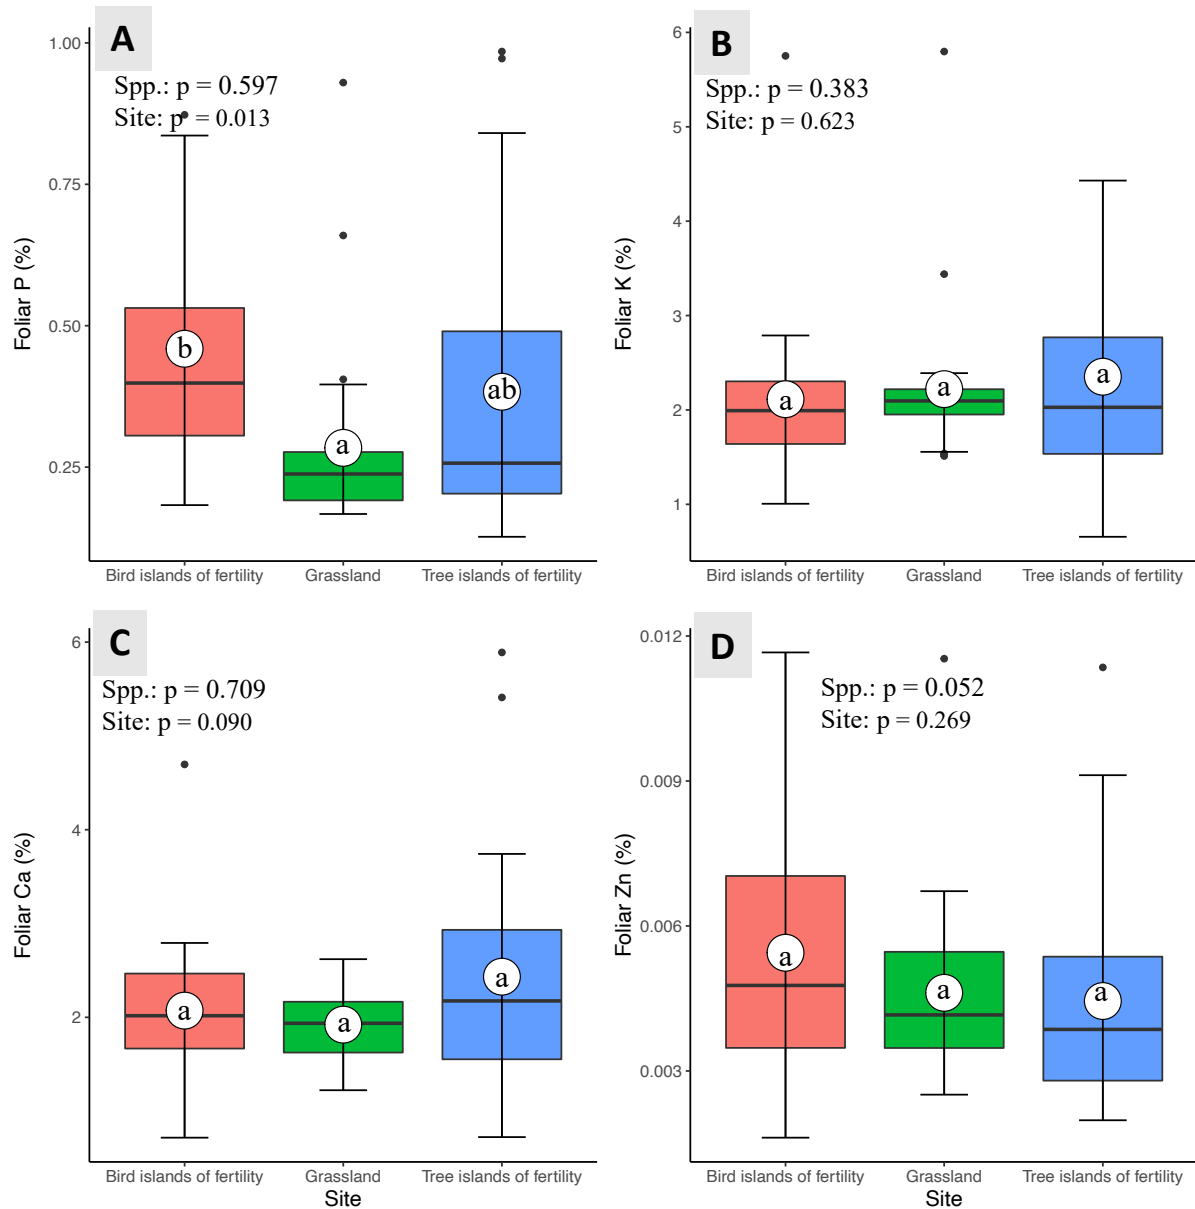 A
Spp.: p = 0.597
Site: p = 0.013
Foliar P (%)
1.00
0.75
0.50
0.25
b
a
ab
Bird islands of fertility Grassland Tree islands of fertility
B
Spp.: p = 0.383
Site: p = 0.623
Foliar K (%)
6
5
4
3
2
1
a
a
a
Bird islands of fertility Grassland Tree islands of fertility
C
Spp.: p = 0.709
Site: p = 0.090
Foliar Ca (%)
6
4
2
a
a
a
Bird islands of fertility Grassland Tree islands of fertility
Site
D
Spp.: p = 0.052
Site: p = 0.269
Foliar Zn (%)
0.012
0.009
0.006
0.003
a
a
a
Bird islands of fertility Grassland Tree islands of fertility
Site